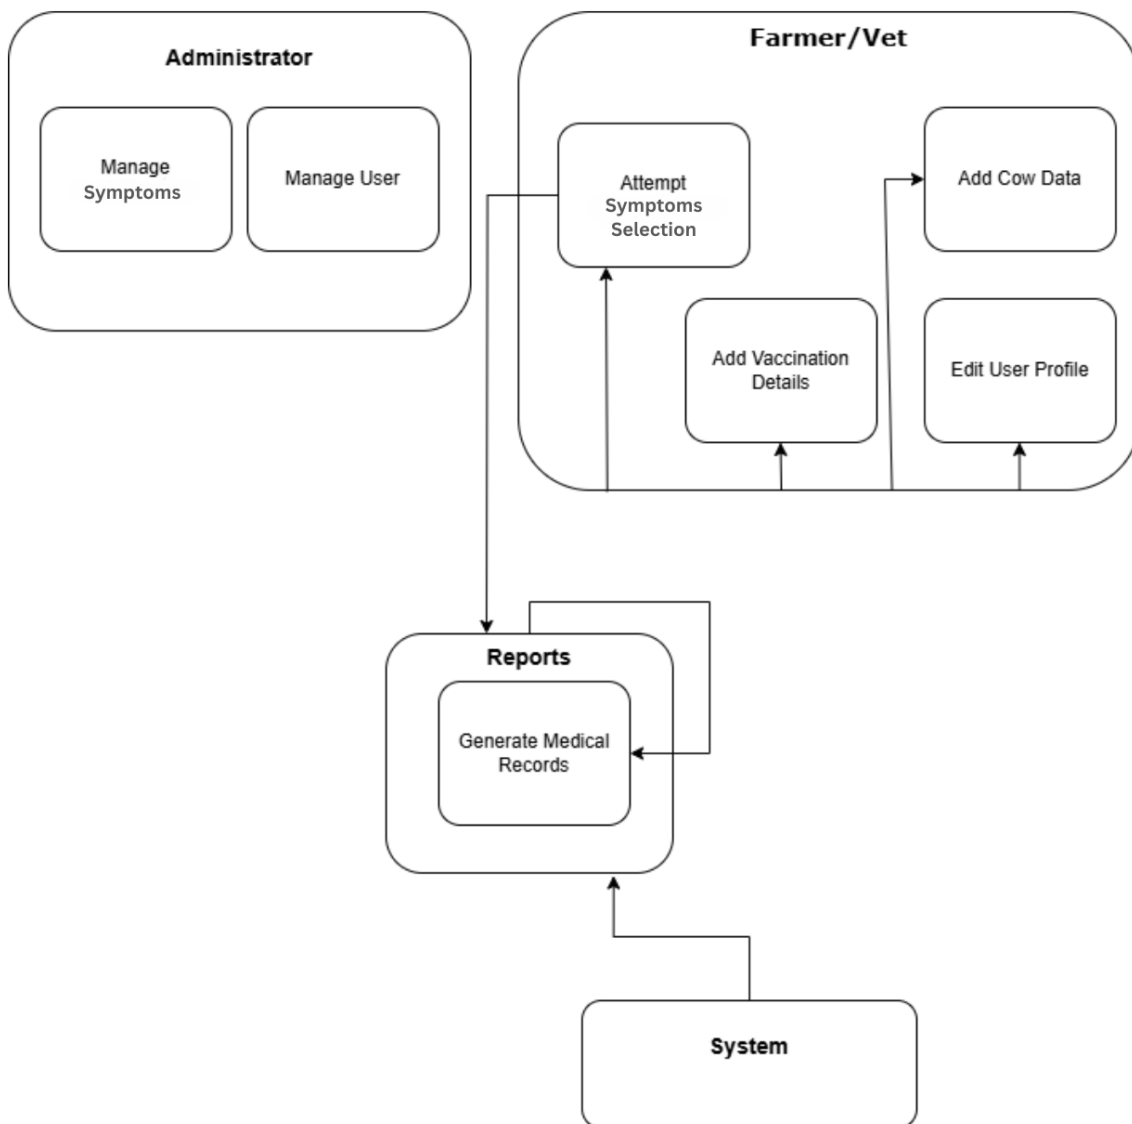 Administrator
Manage
Symptoms
Manage User
Farmer/Vet
Attempt
Symptoms
Selection
Add Cow Data
Add Vaccination
Details
Edit User Profile
Reports
Generate Medical
Records
System